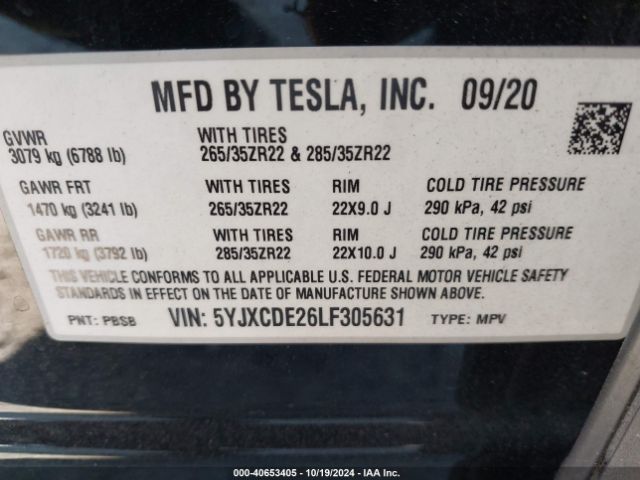 MFD BY TESLA, INC. 09/20
GVWR WITH TIRES
3079 kg (6788 lb) 265/35ZR22 & 285/35ZR22
GAWR FRT WITH TIRES RIM COLD TIRE PRESSURE
1470 kg (3241 lb) 265/35ZR22 22X9.0 J 290 kPa, 42 psi
GAWR RR WITH TIRES RIM COLD TIRE PRESSURE
1720 kg (3792 lb) 285/35ZR22 22X10.0 J 290 kPa, 42 psi
THIS VEHICLE CONFORMS TO ALL APPLICABLE U.S. FEDERAL MOTOR VEHICLE SAFETY
STANDARDS IN EFFECT ON THE DATE OF MANUFACTURE SHOWN ABOVE.
PNT: PBSB VIN: 5YJXCDE26LF305631 TYPE: MPV
000-40653405 - 10/19/2024 - IAA Inc.